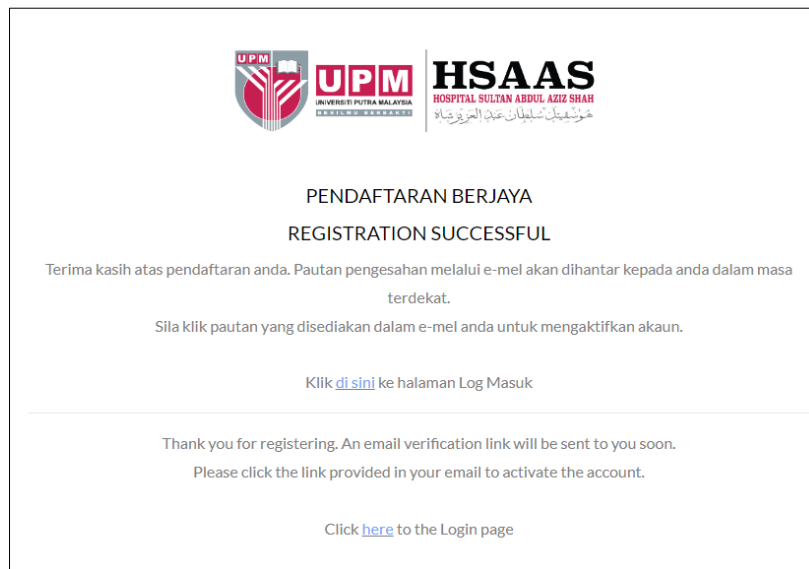 UPM
UPM
UNIVERSITI PUTRA MALAYSIA
BERILMU BERBAKTI
HSAAS
HOSPITAL SULTAN ABDUL AZIZ SHAH
هوسڤيتل سلطان عبدالعزيز شاه
PENDAFTARAN BERJAYA
REGISTRATION SUCCESSFUL
Terima kasih atas pendaftaran anda. Pautan pengesahan melalui e-mel akan dihantar kepada anda dalam masa
terdekat.
Sila klik pautan yang disediakan dalam e-mel anda untuk mengaktifkan akaun.
Klik di sini ke halaman Log Masuk
Thank you for registering. An email verification link will be sent to you soon.
Please click the link provided in your email to activate the account.
Click here to the Login page